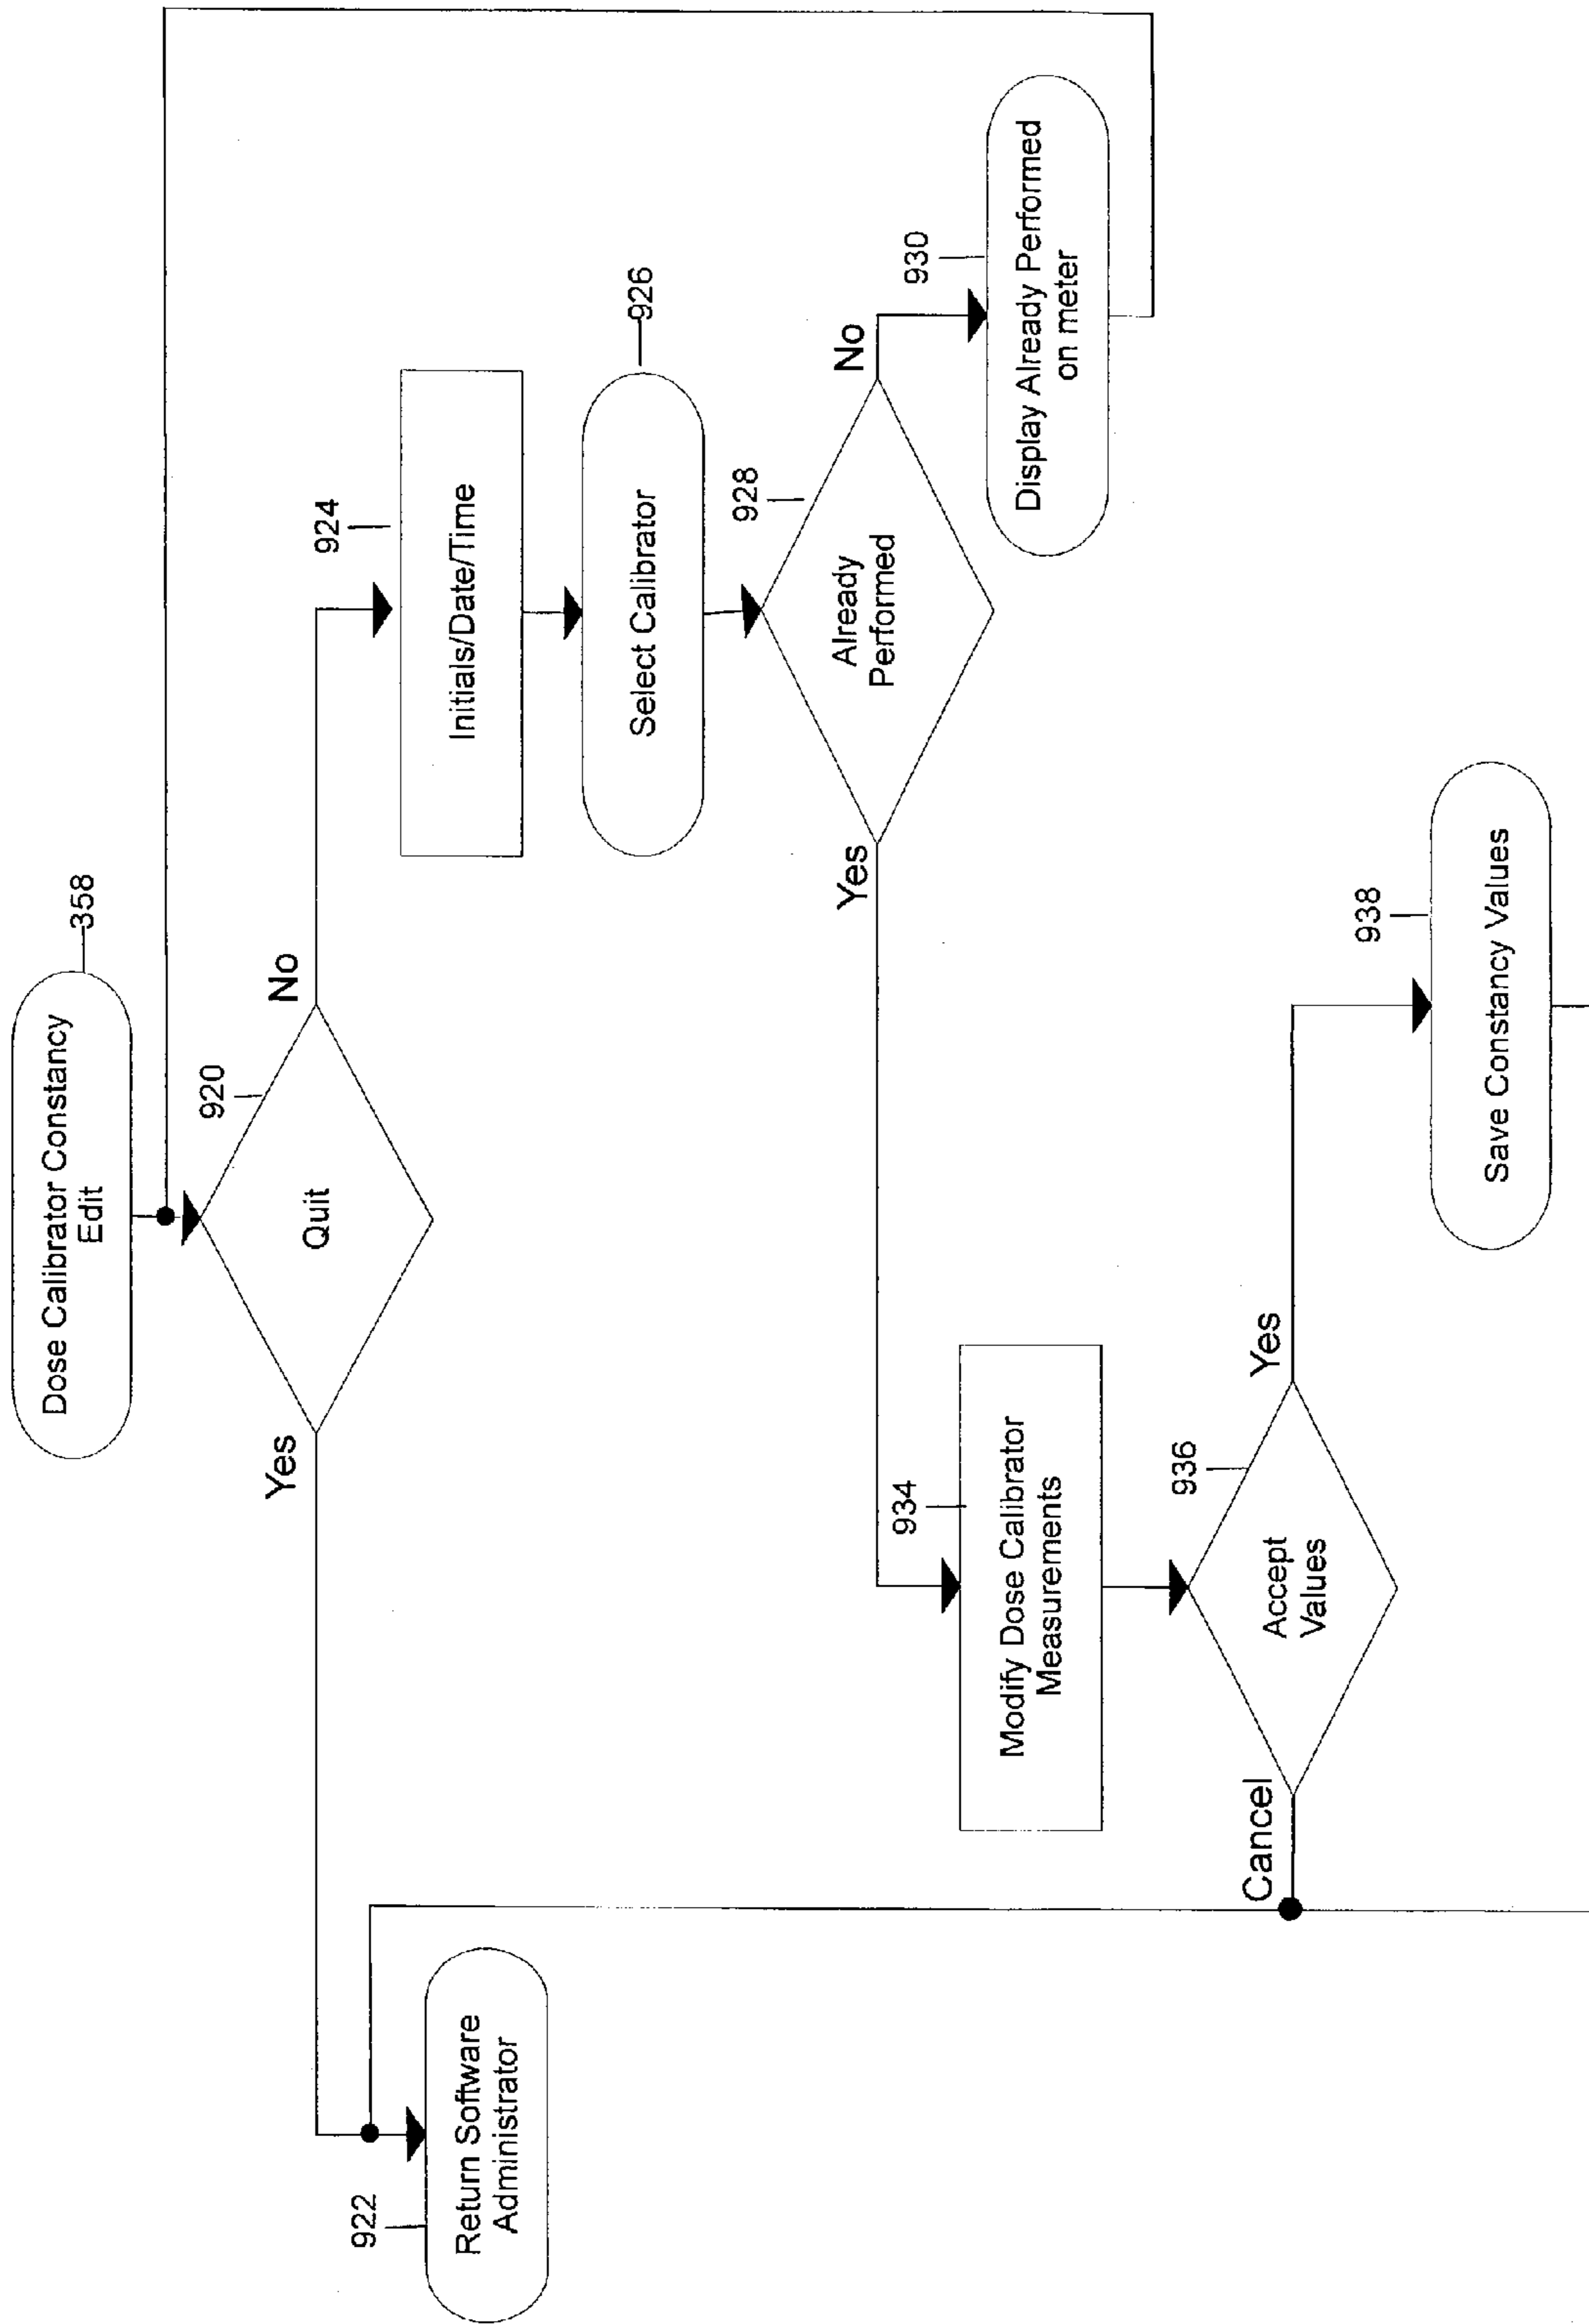 Dose Calibrator Constancy
Edit
358
920
Quit
Yes
No
924
Initials/Date/Time
926
Select Calibrator
928
Already
Performed
Yes
No
930
Display Already Performed
on meter
922
Return Software
Administrator
934
Modify Dose Calibrator
Measurements
936
Accept
Values
Cancel
Yes
938
Save Constancy Values